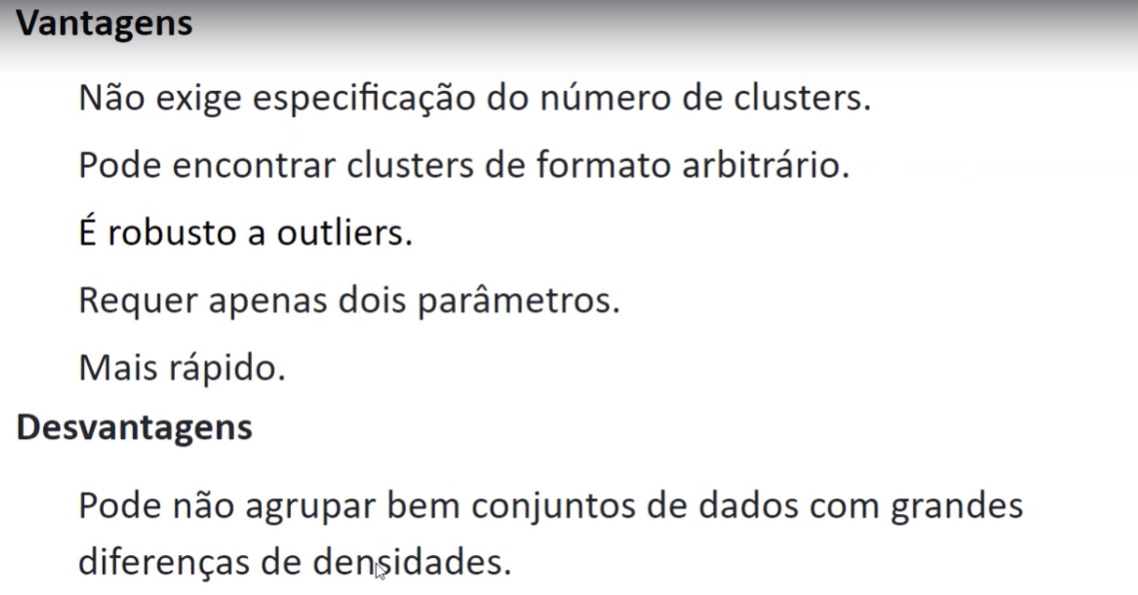 Vantagens
Não exige especificação do número de clusters.
Pode encontrar clusters de formato arbitrário.
É robusto a outliers.
Requer apenas dois parâmetros.
Mais rápido.
Desvantagens
Pode não agrupar bem conjuntos de dados com grandes
diferenças de densidades.